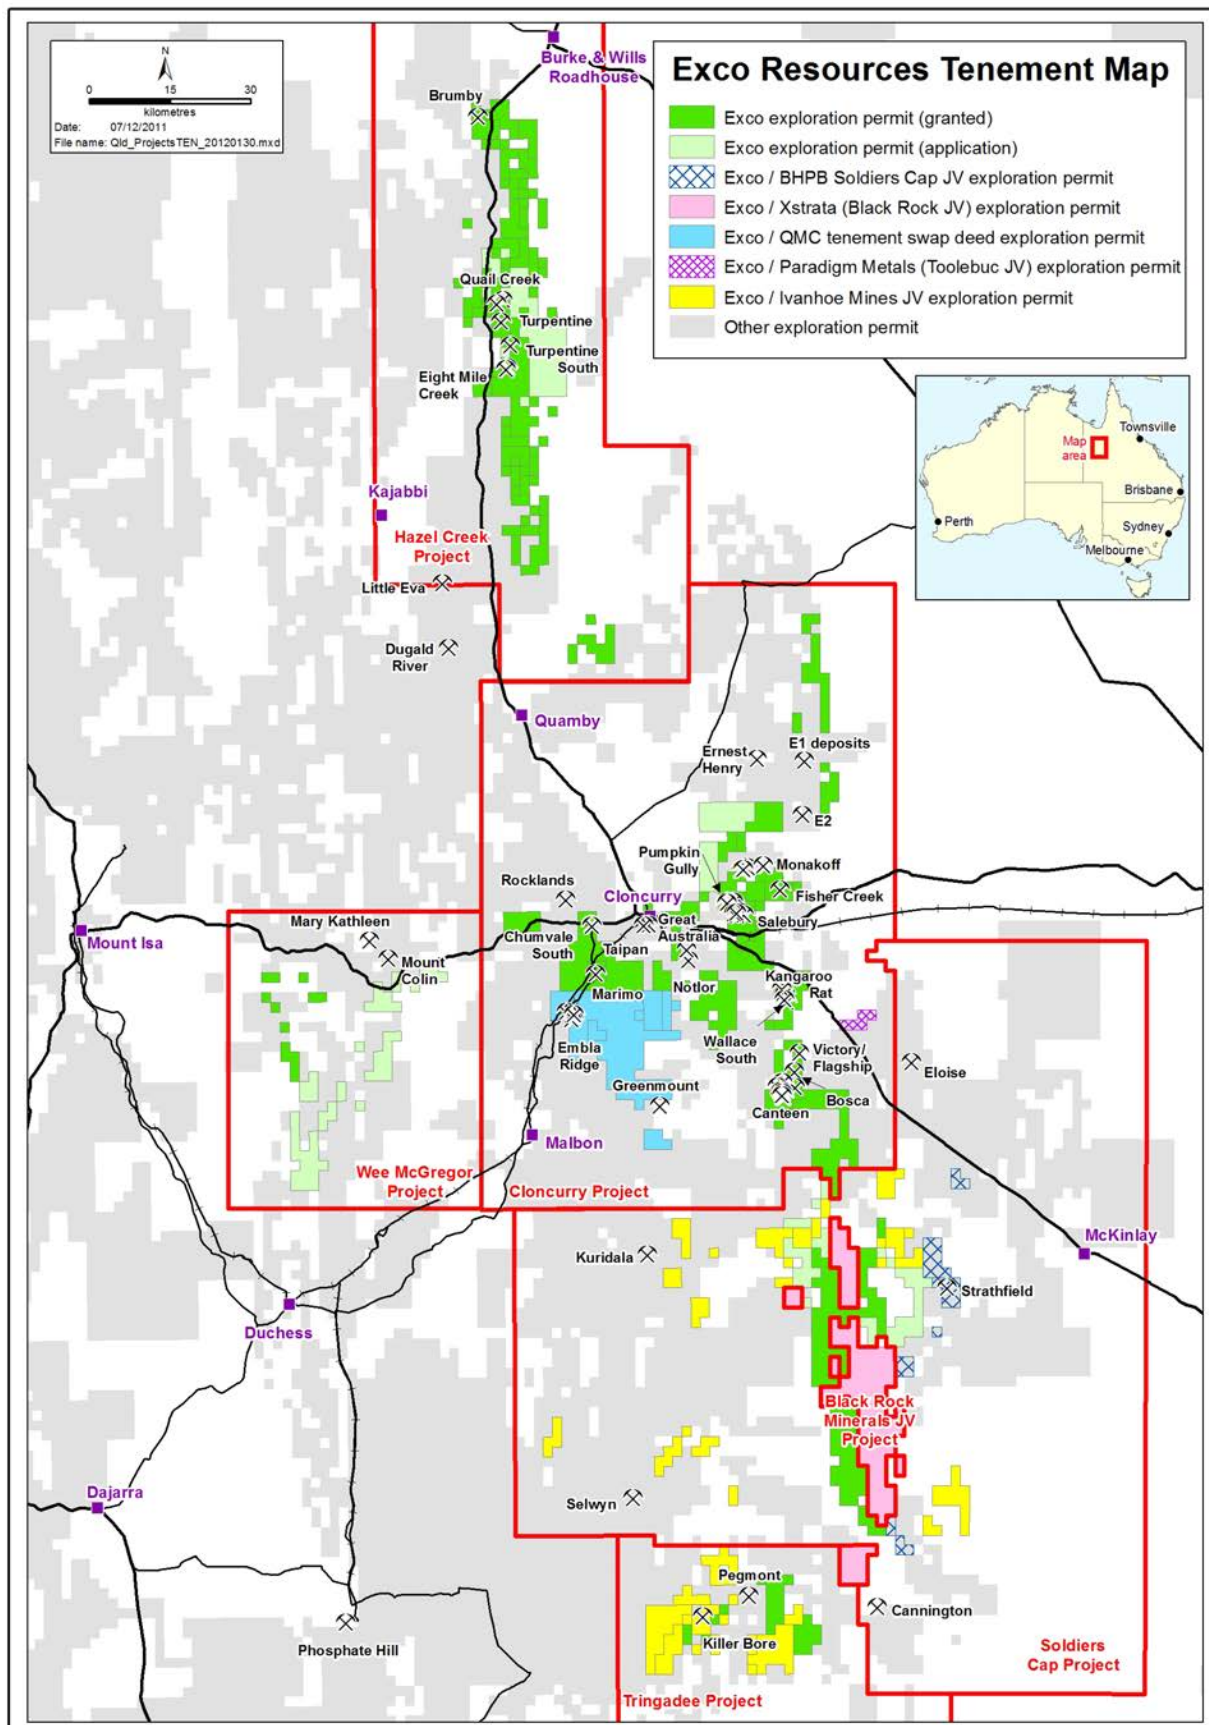 N
0 15 30
kilometres
Date: 07/12/2011
File name: Qld_ProjectsTEN_20120130.mxd
Burke & Wills
Roadhouse
Exco Resources Tenement Map
Exco exploration permit (granted)
Exco exploration permit (application)
Exco / BHPB Soldiers Cap JV exploration permit
Exco / Xstrata (Black Rock JV) exploration permit
Exco / QMC tenement swap deed exploration permit
Exco / Paradigm Metals (Toolebuc JV) exploration permit
Exco / Ivanhoe Mines JV exploration permit
Other exploration permit
Map
area
Townsville
Brisbane
Perth
Sydney
Melbourne
Brumby
Quail Creek
Turpentine
Turpentine
South
Eight Mile
Creek
Kajabbi
Hazel Creek
Project
Little Eva
Dugald
River
Quamby
Ernest
Henry
E1 deposits
E2
Pumpkin
Gully
Monakoff
Fisher Creek
Rocklands
Cloncurry
Salebury
Mary Kathleen
Mount Isa
Mount
Colin
Chumvale
South
Taipan
Great
Australia
Marimo
Notlor
Kangaroo
Rat
Embla
Ridge
Wallace
South
Victory/
Flagship
Eloise
Greenmount
Canteen
Bosca
Malbon
Wee McGregor
Project
Cloncurry Project
Kuridala
McKinlay
Strathfield
Duchess
Black Rock
Minerals JV
Project
Dajarra
Selwyn
Pegmont
Killer Bore
Cannington
Phosphate Hill
Soldiers
Cap Project
Tringadee Project